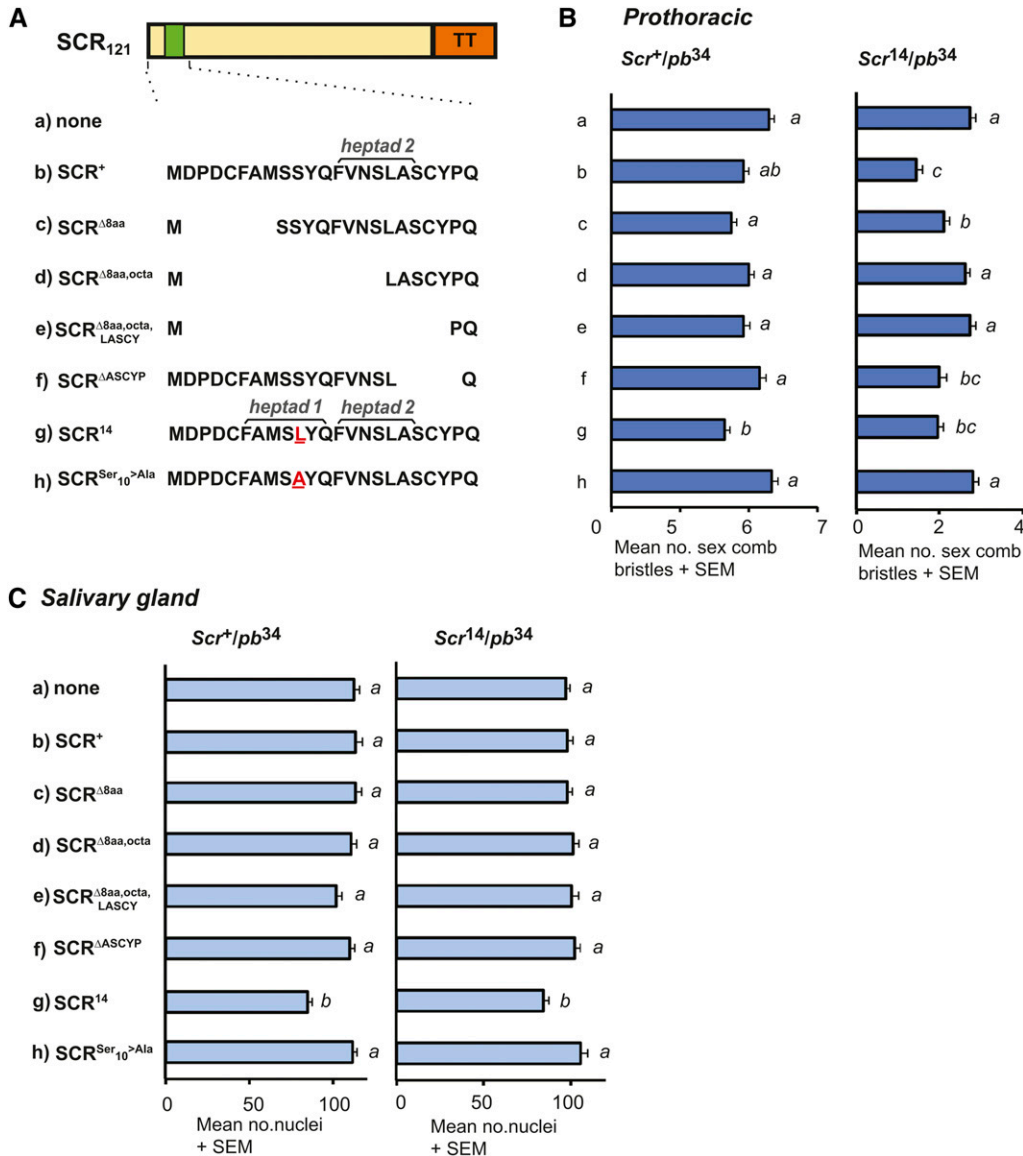 A
SCR121
TT
a) none
heptad 2
b) SCR+ MDPDCFAMSSYQFVNSLASCYPQ
c) SCRΔ8aa M SSYQFVNSLASCYPQ
d) SCRΔ8aa,octa M LASCYPQ
e) SCRΔ8aa,octa, LASCY M PQ
f) SCRΔASCYP MDPDCFAMSSYQFVNSL Q
heptad 1 heptad 2
g) SCR14 MDPDCFAMSLYQFVNSLASCYPQ
h) SCRSer10>Ala MDPDCFAMSAYQFVNSLASCYPQ
B Prothoracic
Scr+/pb34 Scr14/pb34
a a a
b ab c
c a b
d a a
e a a
f a bc
g b bc
h a a
0 5 6 7 0 2 4
Mean no. sex comb Mean no. sex comb
bristles + SEM bristles + SEM
C Salivary gland
Scr+/pb34 Scr14/pb34
a) none a a
b) SCR+ a a
c) SCRΔ8aa a a
d) SCRΔ8aa,octa a a
e) SCRΔ8aa,octa, LASCY a a
f) SCRΔASCYP a a
g) SCR14 b b
h) SCRSer10>Ala a a
0 50 100 0 50 100
Mean no.nuclei Mean no. nuclei
+ SEM + SEM